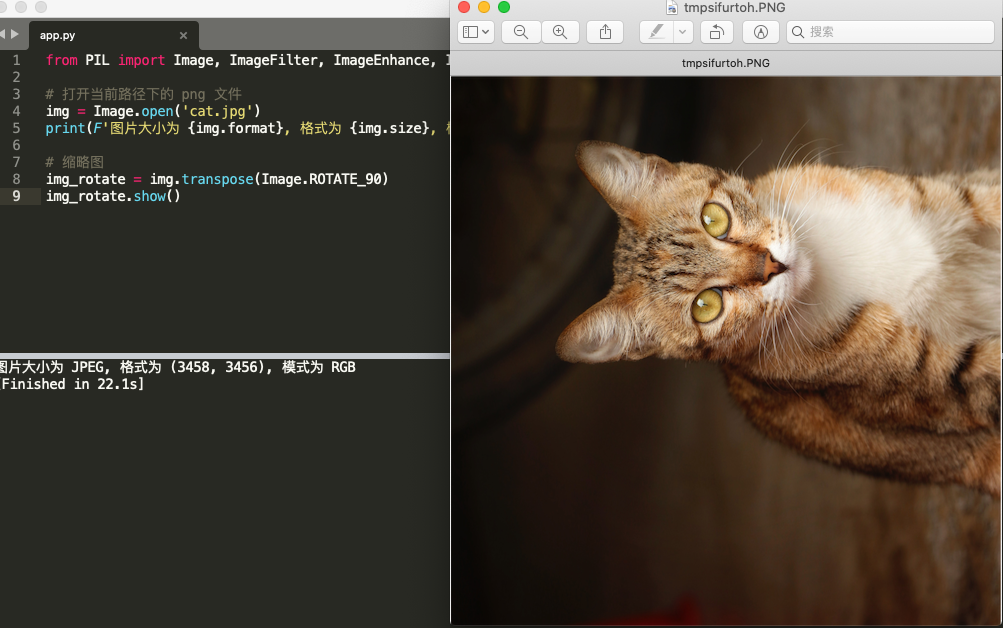 app.py
1 from PIL import Image, ImageFilter, ImageEnhance, I
2
3 # 打开当前路径下的 png 文件
4 img = Image.open('cat.jpg')
5 print(F'图片大小为 {img.format}, 格式为 {img.size},
6
7 # 缩略图
8 img_rotate = img.transpose(Image.ROTATE_90)
9 img_rotate.show()
图片大小为 JPEG, 格式为 (3458, 3456), 模式为 RGB
[Finished in 22.1s]
tmpsifurtoh.PNG
搜索
tmpsifurtoh.PNG